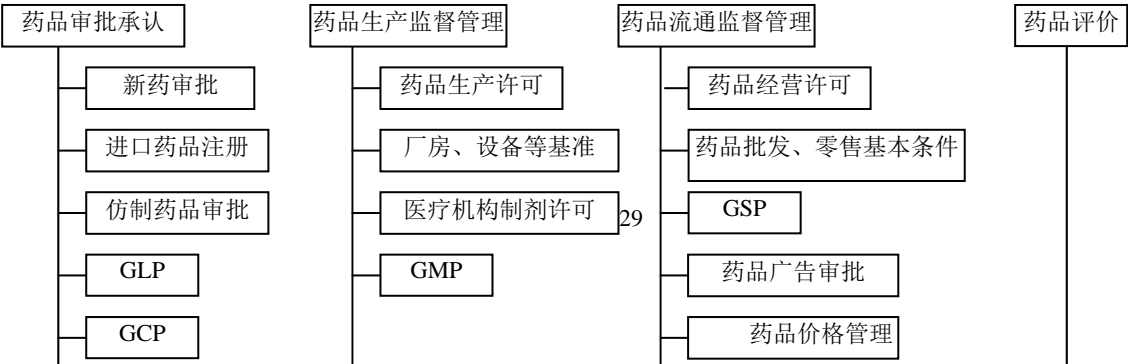 药品审批承认
药品生产监督管理
药品流通监督管理
药品评价
新药审批
药品生产许可
药品经营许可
进口药品注册
厂房、设备等基准
药品批发、零售基本条件
仿制药品审批
医疗机构制剂许可
29
GSP
GLP
GMP
药品广告审批
GCP
药品价格管理